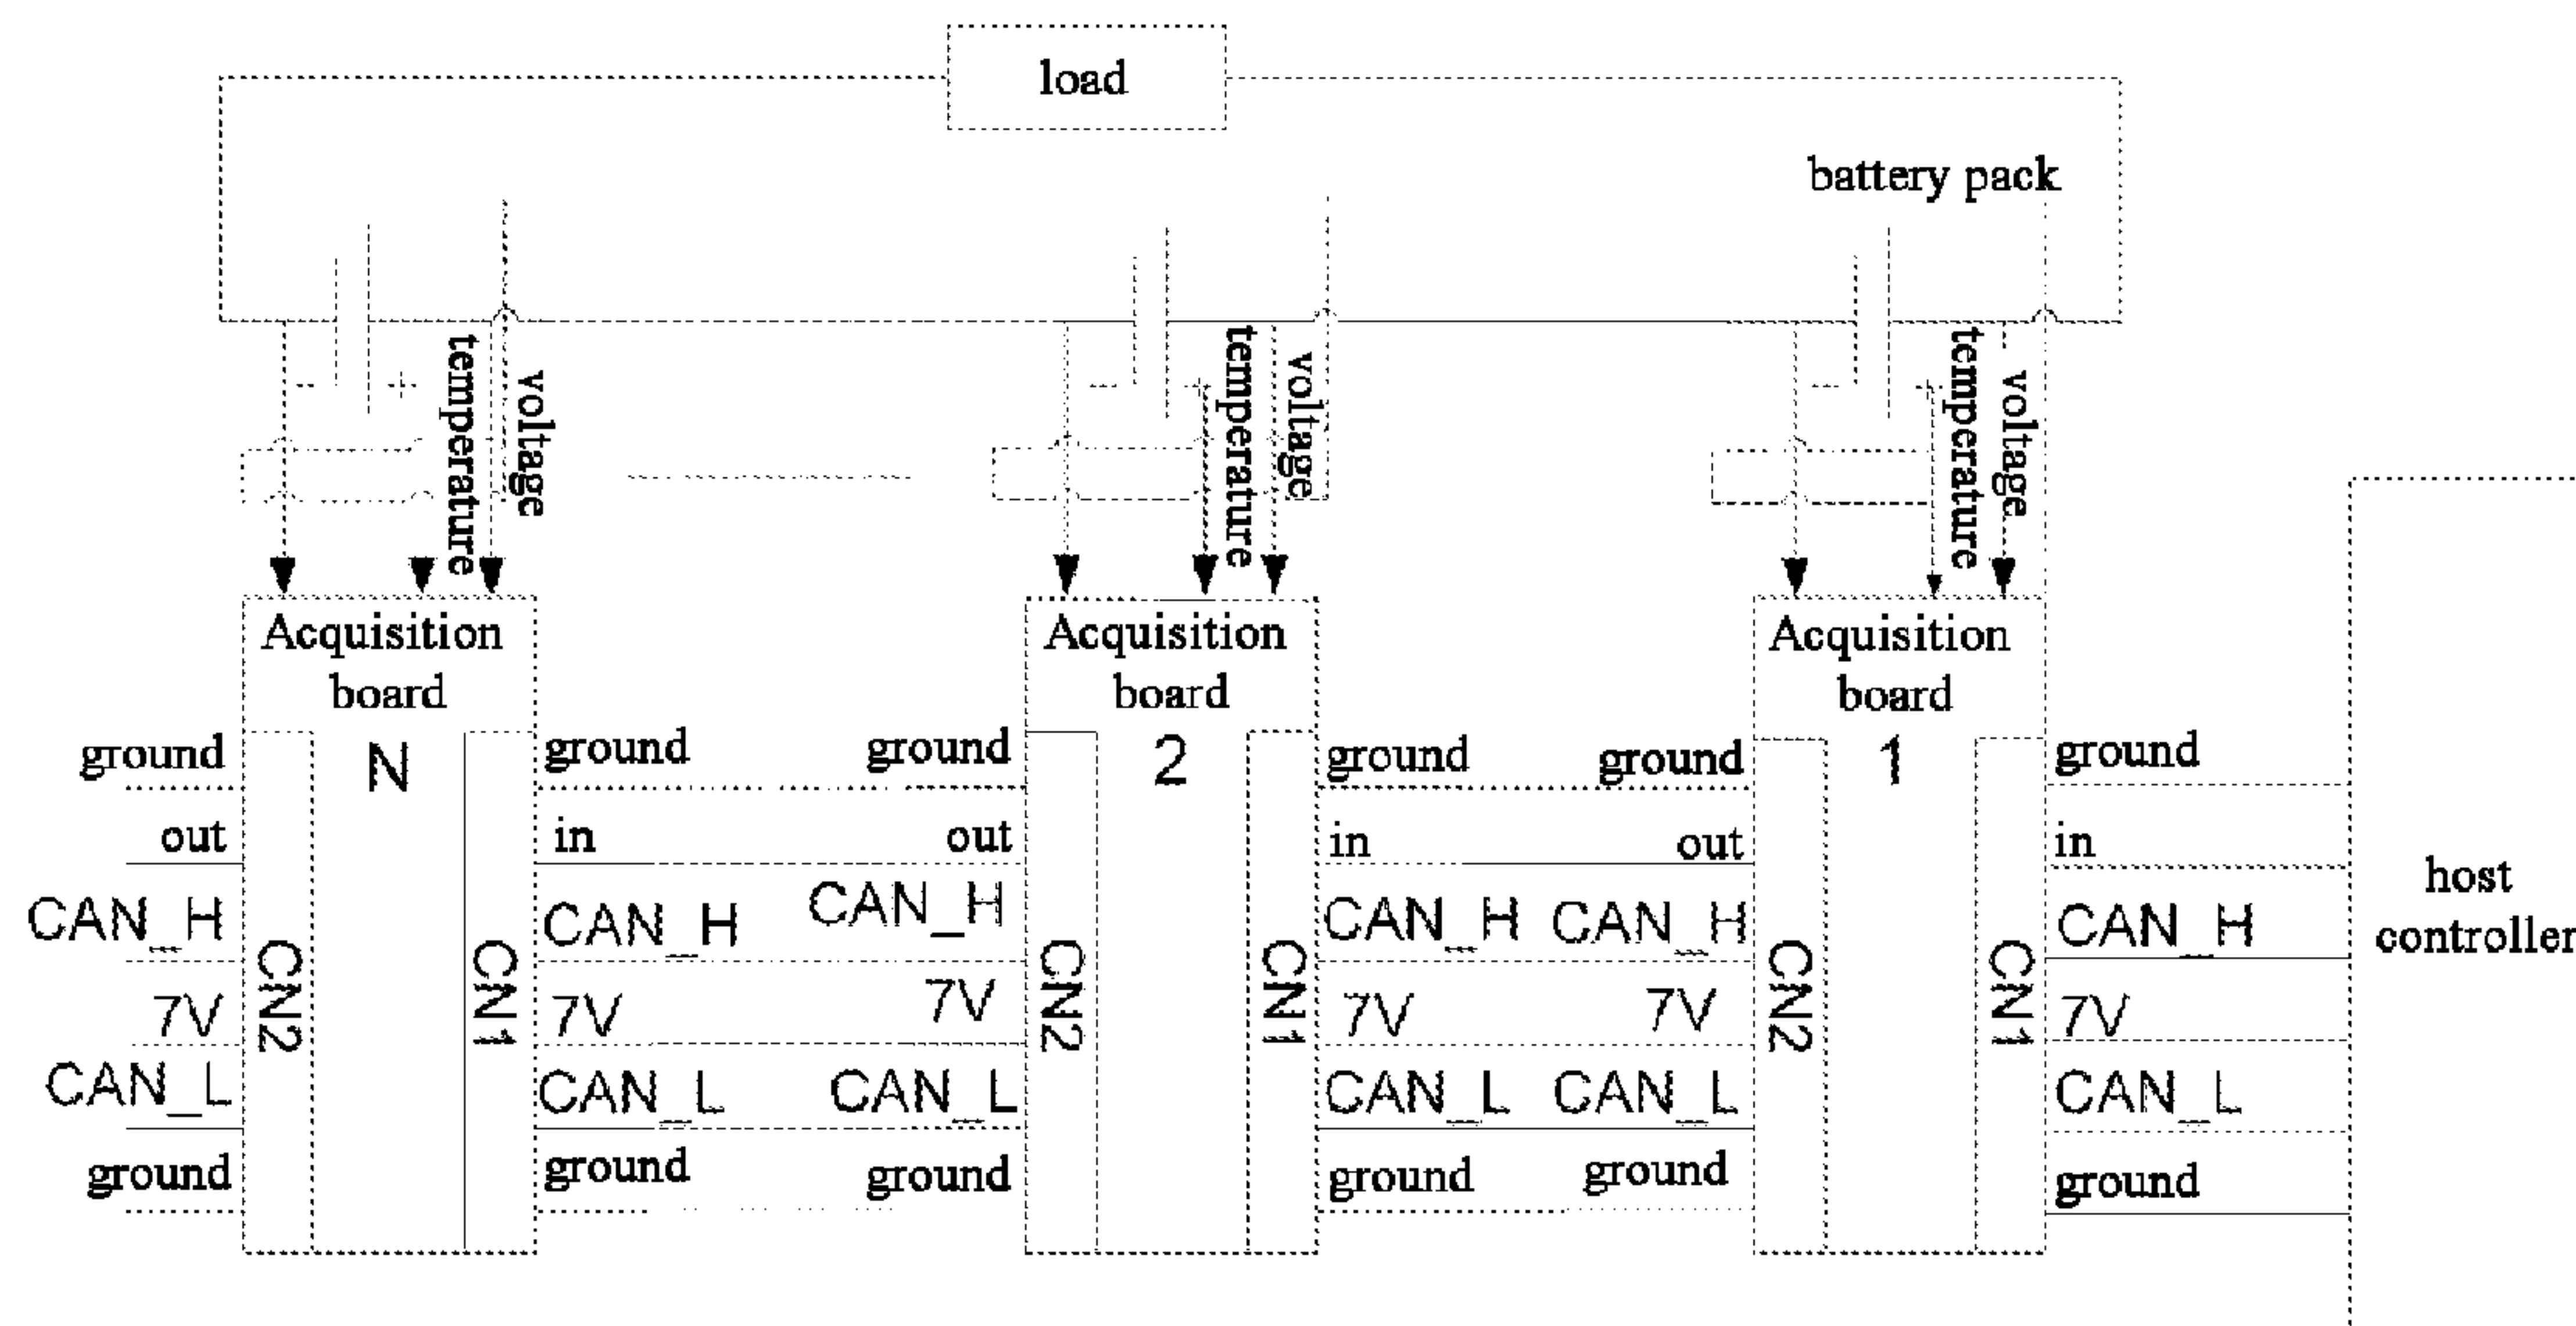 load
battery pack
temperature
voltage
temperature
voltage
temperature
voltage
- +
- +
- +
Acquisition
board
N
Acquisition
board
2
Acquisition
board
1
ground
ground
ground
ground
ground
ground
out
in
out
in
out
in
CAN_H
CAN_H
CAN_H
CAN_H
CAN_H
CAN_H
CN2
CN1
CN2
CN1
CN2
CN1
host
controller
7V
7V
7V
7V
7V
7V
CAN_L
CAN_L
CAN_L
CAN_L
CAN_L
CAN_L
ground
ground
ground
ground
ground
ground